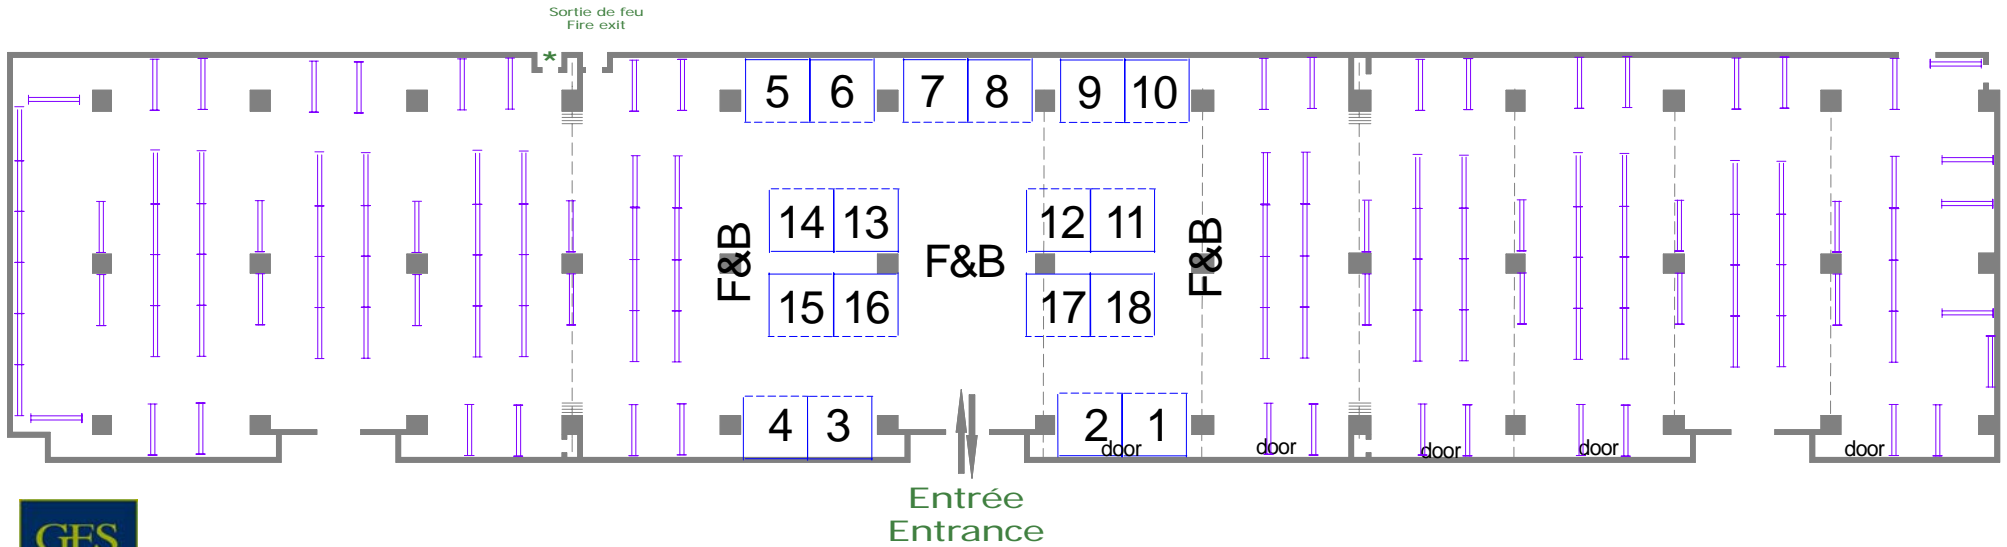 Sortie de feu
Fire exit
*
5 6 7 8 9 10
14 13 12 11
F&B F&B F&B
15 16 17 18
4 3 2 1
door door door door door
Entrée
Entrance
GES